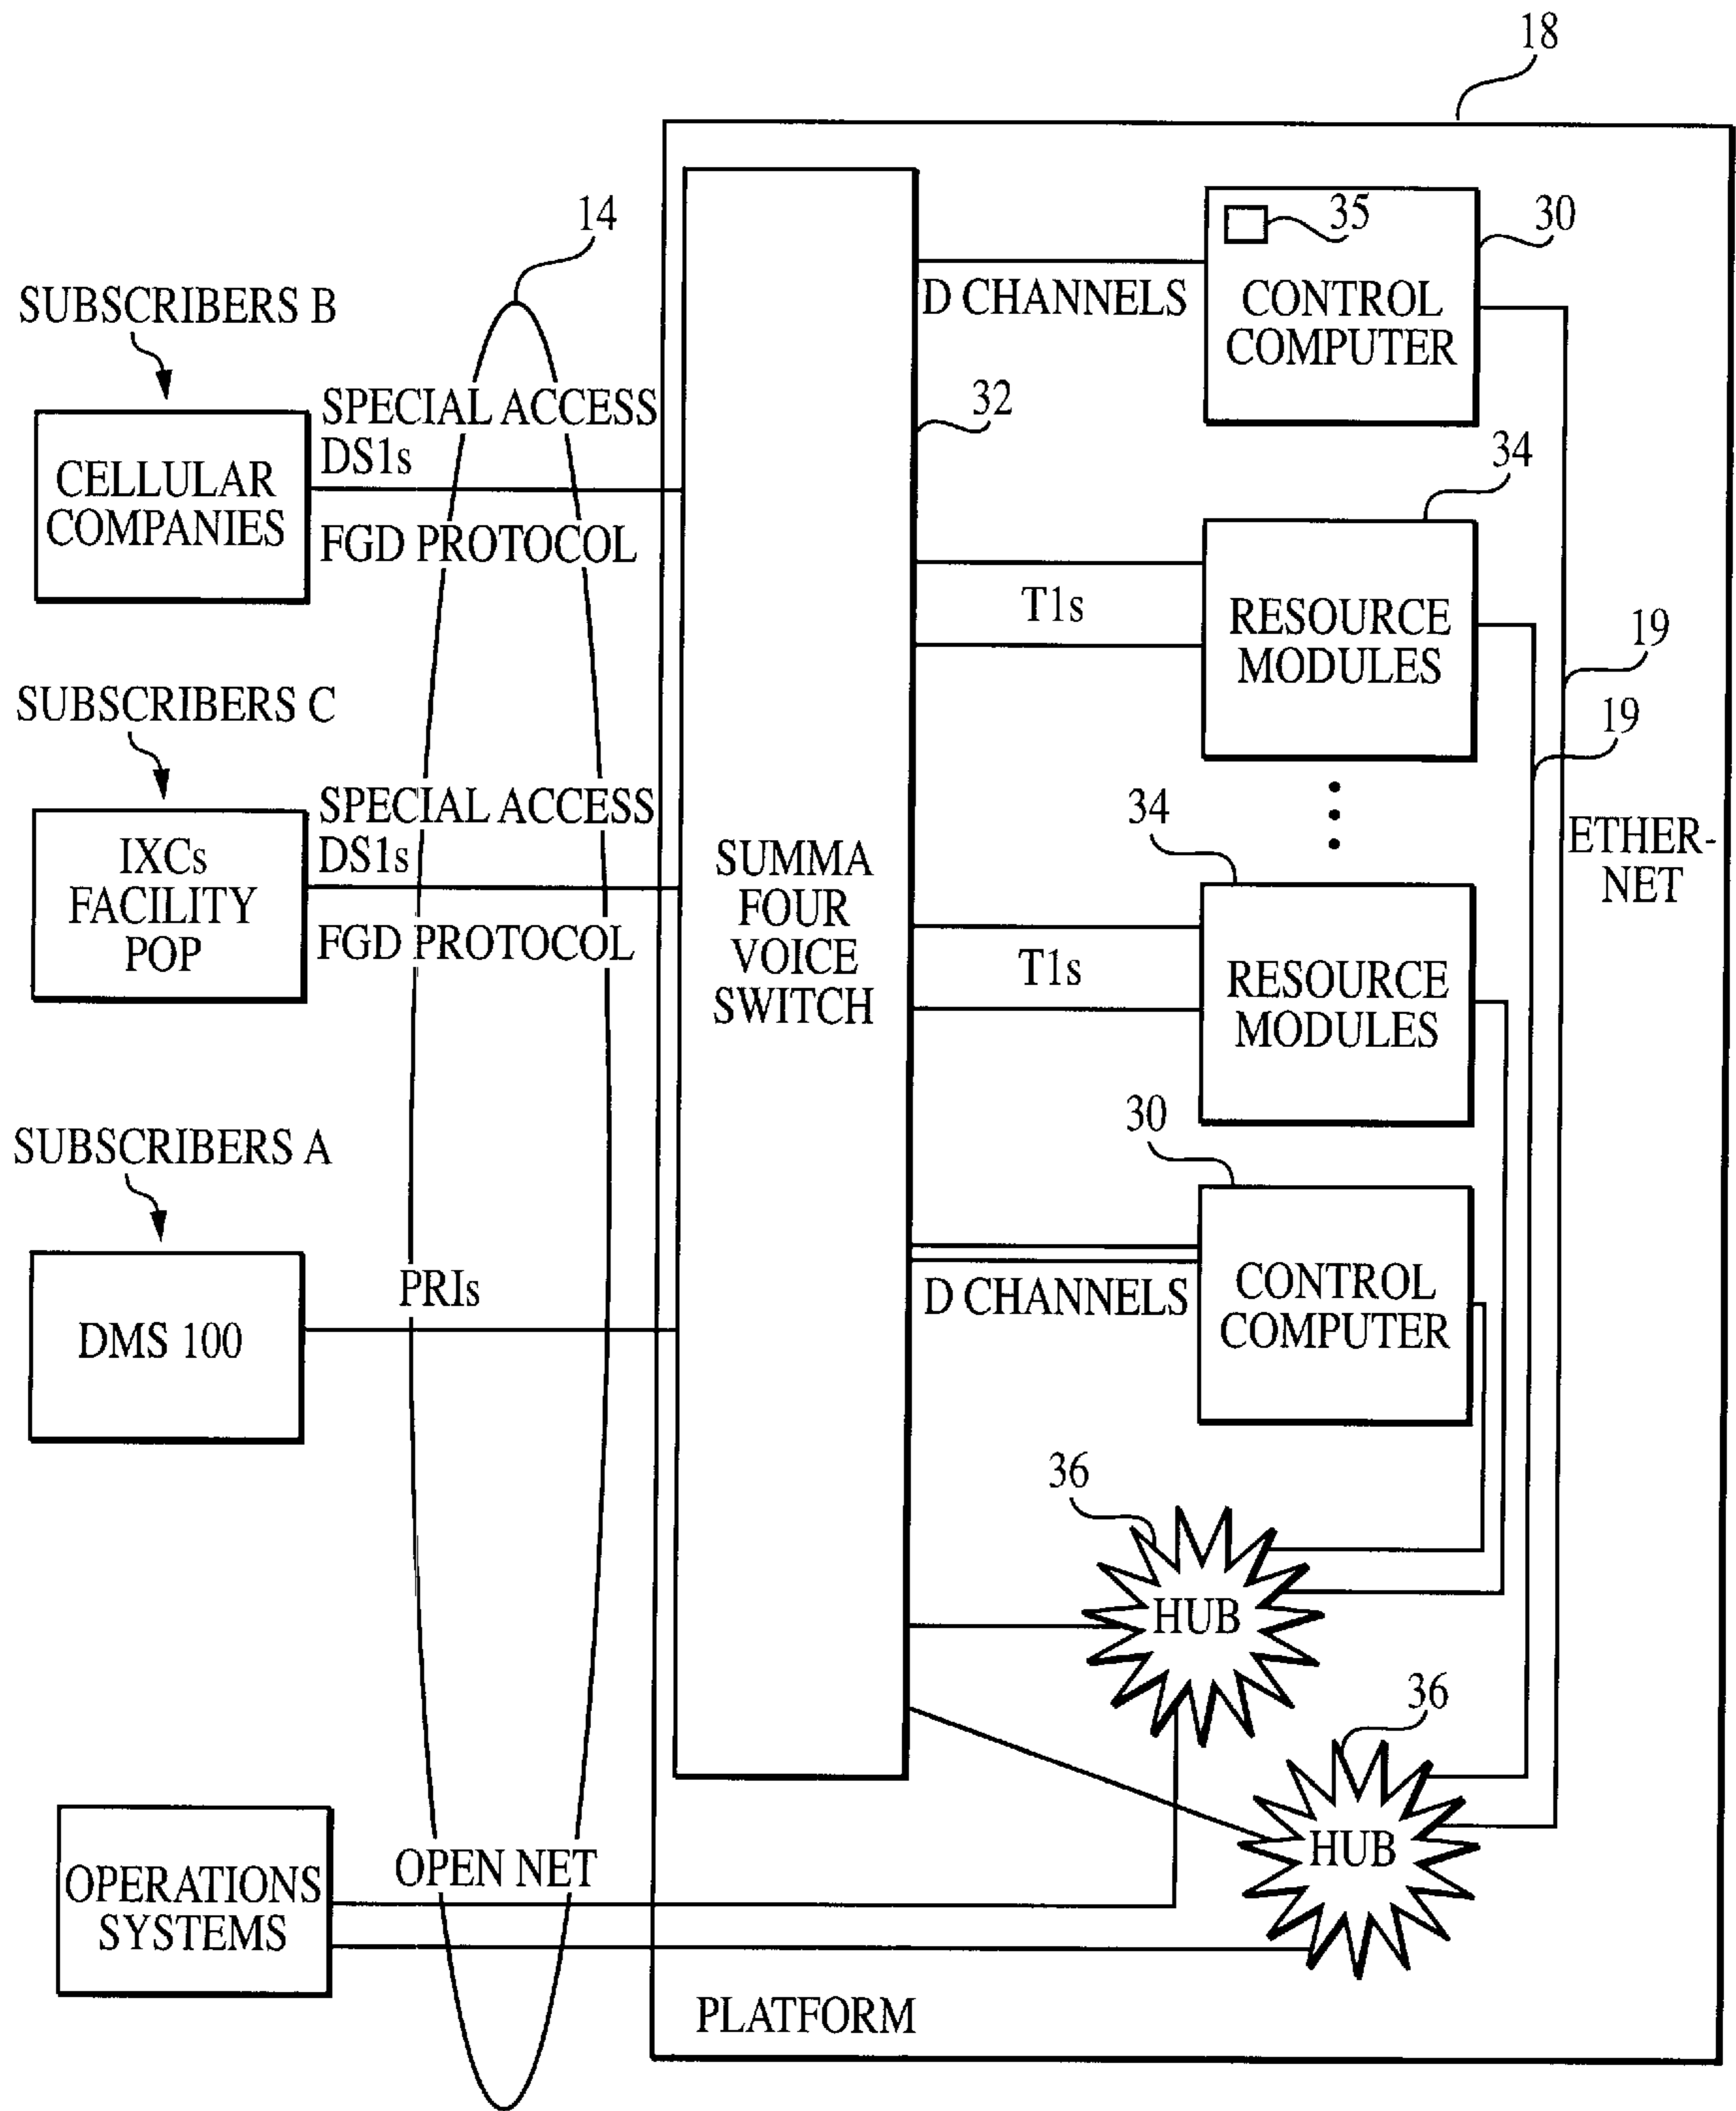 18
14
35
30
SUBSCRIBERS B
D CHANNELS
CONTROL
COMPUTER
32
SPECIAL ACCESS
DS1s
34
CELLULAR
COMPANIES
FGD PROTOCOL
T1s
RESOURCE
MODULES
19
SUBSCRIBERS C
19
SPECIAL ACCESS
DS1s
34
ETHER-
NET
IXCs
FACILITY
POP
FGD PROTOCOL
SUMMA
FOUR
VOICE
SWITCH
T1s
RESOURCE
MODULES
30
SUBSCRIBERS A
PRIs
D CHANNELS
CONTROL
COMPUTER
DMS 100
36
HUB
36
HUB
OPEN NET
OPERATIONS
SYSTEMS
PLATFORM